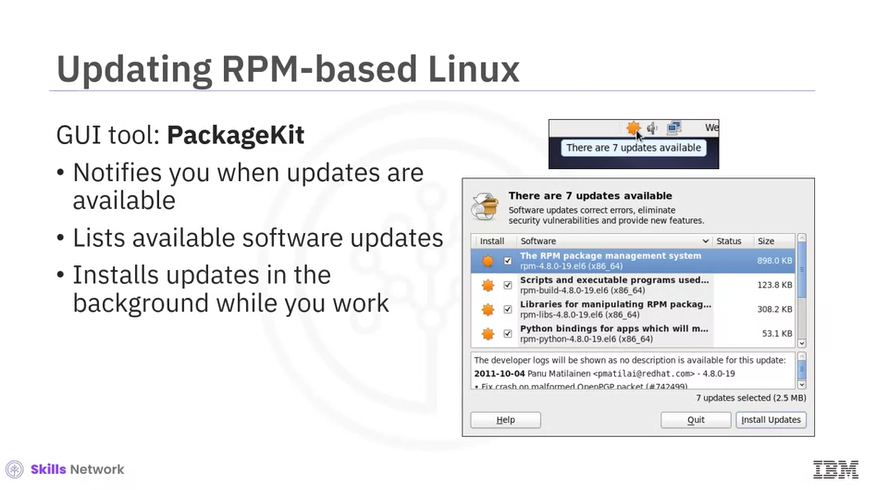 Updating RPM-based Linux
GUI tool: PackageKit
• Notifies you when updates are
available
• Lists available software updates
• Installs updates in the
background while you work
We
There are 7 updates available
There are 7 updates available
Software updates correct errors, eliminate
security vulnerabilities and provide new features.
Install Software Status Size
The RPM package management system
rpm-4.8.0-19.el6 (x86_64) 898.0 KB
Scripts and executable programs used...
rpm-build-4.8.0-19.el6 (x86_64) 123.8 KB
Libraries for manipulating RPM packag...
rpm-libs-4.8.0-19.el6 (x86_64) 308.2 KB
Python bindings for apps which will m...
rpm-python-4.8.0-19.el6 (x86_64) 53.1 KB
The developer logs will be shown as no description is available for this update:
2011-10-04 Panu Matilainen <pmatilai@redhat.com> - 4.8.0-19
• Fix crash on malformed OpenPGP packet (#742499)
7 updates selected (2.5 MB)
Help Quit Install Updates
Skills Network
IBM